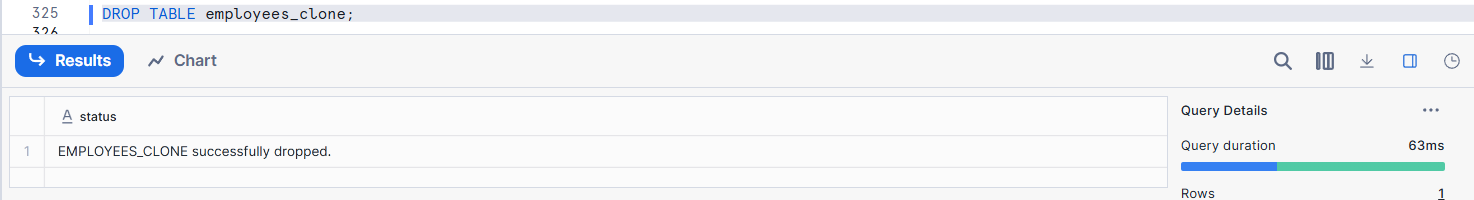 325 DROP TABLE employees_clone;
326
Results Chart
A status
1 EMPLOYEES_CLONE successfully dropped.
Query Details
Query duration 63ms
Rows 1